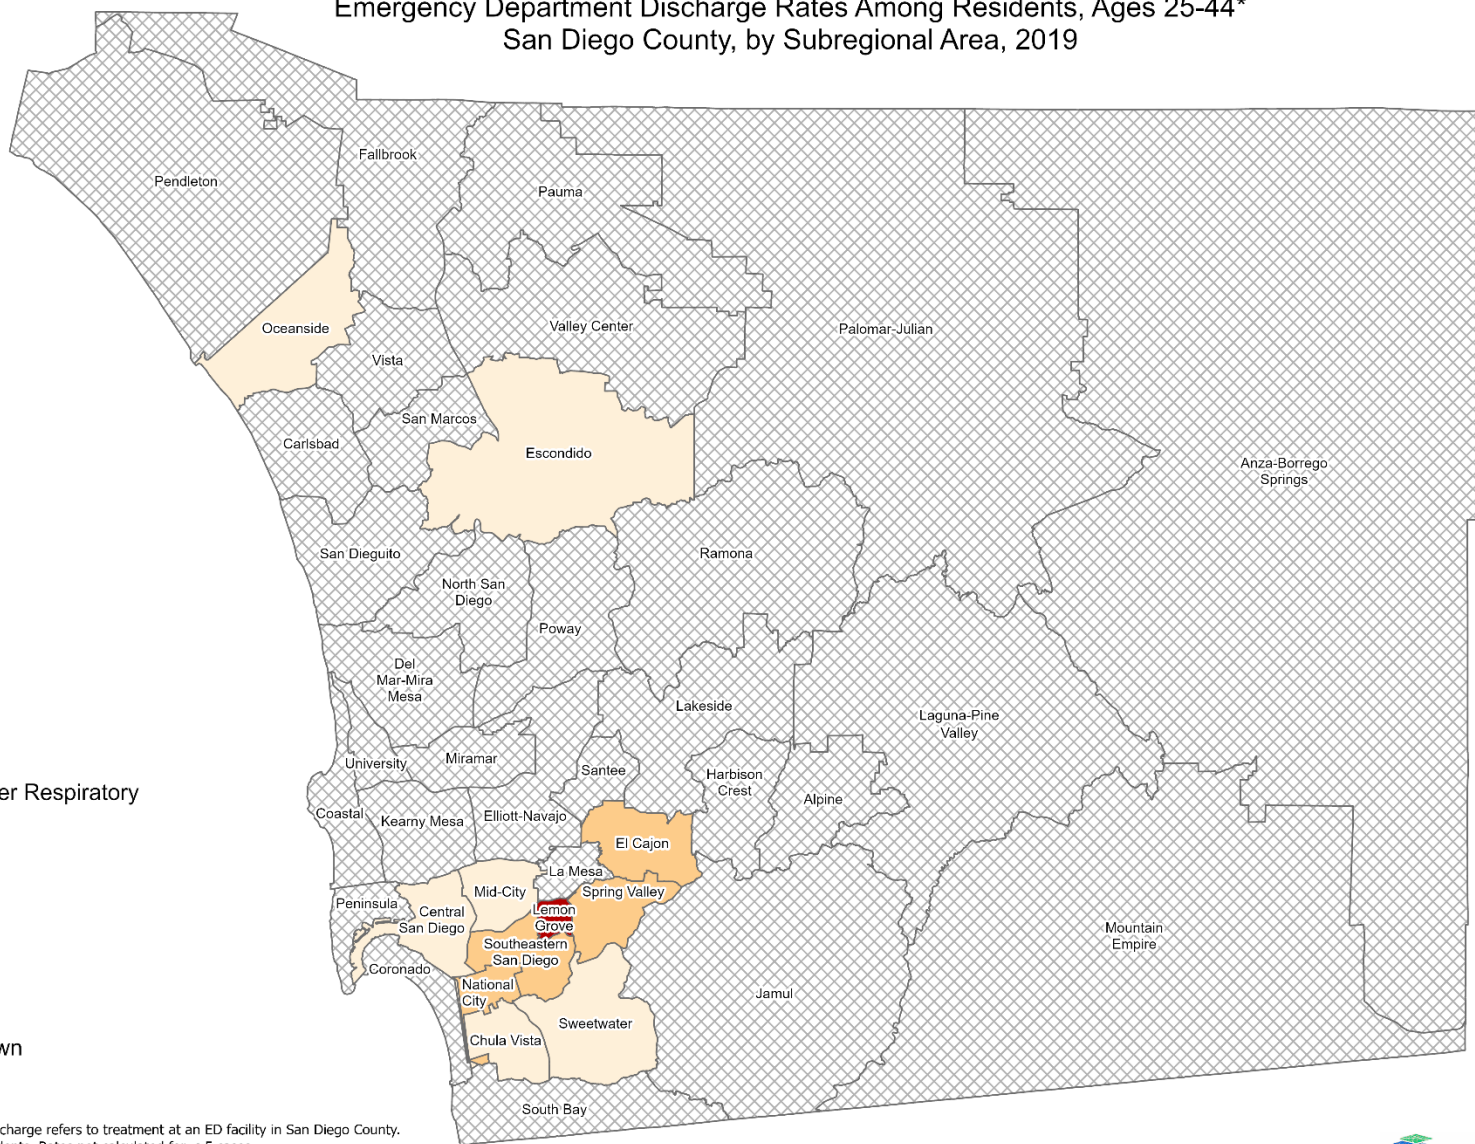 Emergency Department Discharge Rates Among Residents, Ages 25-44*
San Diego County, by Subregional Area, 2019
Fallbrook
Pendleton
Pauma
Oceanside
Valley Center
Palomar-Julian
Vista
San Marcos
Carlsbad
Escondido
Anza-Borrego
Springs
San Dieguito
Ramona
North San
Diego
Poway
Del
Mar-Mira
Mesa
Lakeside
Laguna-Pine
Valley
University
Miramar
Santee
Harbison
Crest
Alpine
er Respiratory
Coastal
Kearny Mesa
Elliott-Navajo
El Cajon
La Mesa
Mid-City
Spring Valley
Peninsula
Central
San Diego
Lemon
Grove
Southeastern
San Diego
Mountain
Empire
Coronado
National
City
Jamul
Sweetwater
Chula Vista
wn
South Bay
charge refers to treatment at an ED facility in San Diego County.